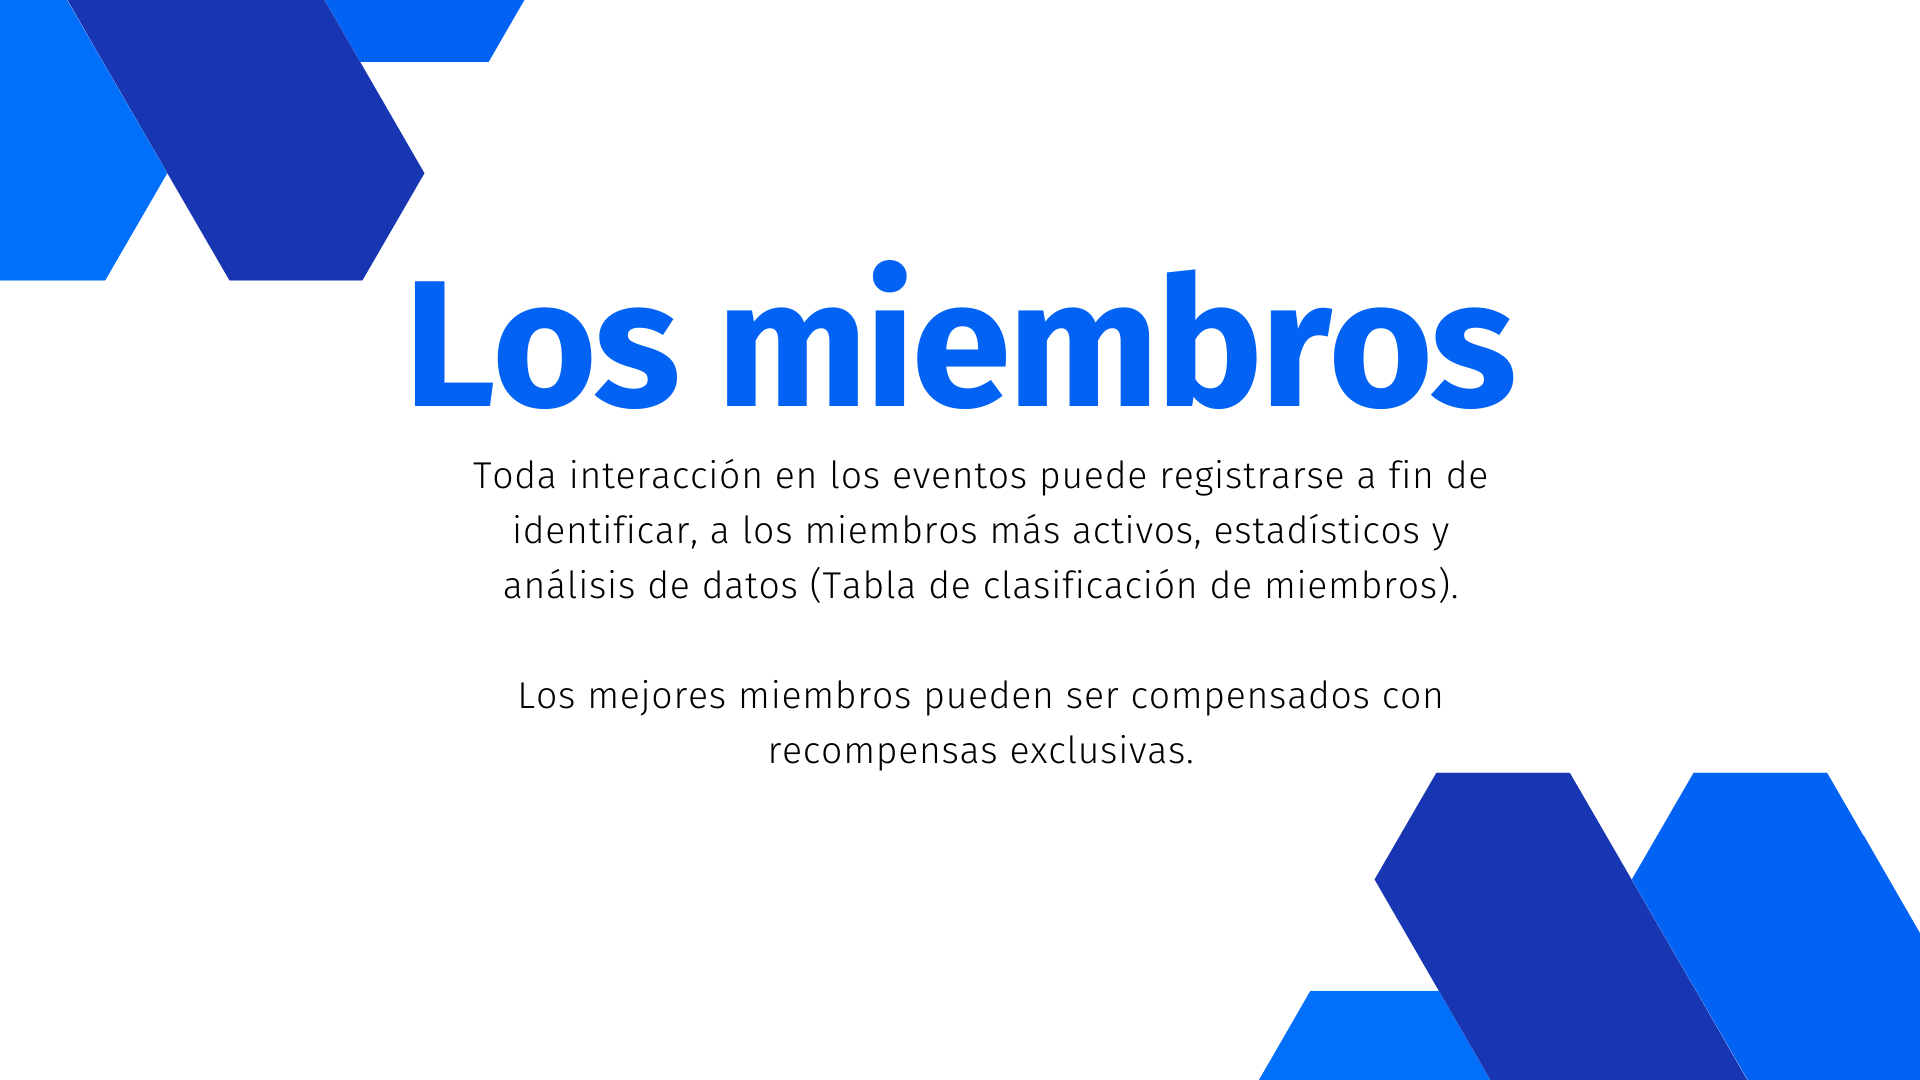 Los miembros
Toda interacción en los eventos puede registrarse a fin de
identificar, a los miembros más activos, estadísticos y
análisis de datos (Tabla de clasificación de miembros).
Los mejores miembros pueden ser compensados con
recompensas exclusivas.